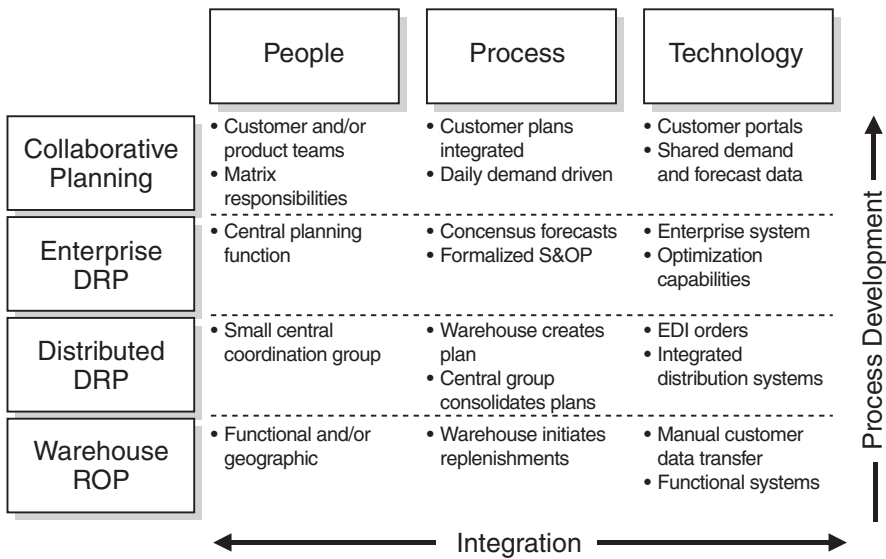 People
Process
Technology
Collaborative
Planning
• Customer and/or
product teams
• Matrix
responsibilities
• Customer plans
integrated
• Daily demand driven
• Customer portals
• Shared demand
and forecast data
Enterprise
DRP
• Central planning
function
• Concensus forecasts
• Formalized S&OP
• Enterprise system
• Optimization
capabilities
Distributed
DRP
• Small central
coordination group
• Warehouse creates
plan
• Central group
consolidates plans
• EDI orders
• Integrated
distribution systems
Warehouse
ROP
• Functional and/or
geographic
• Warehouse initiates
replenishments
• Manual customer
data transfer
• Functional systems
Process Development
Integration